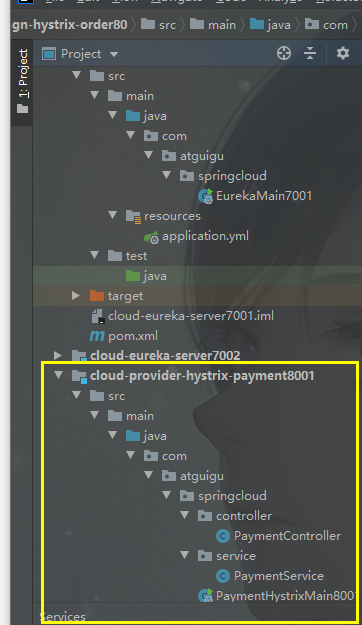 gn-hystrix-order80 src main java com
1: Project
Project
src
main
java
com
atguigu
springcloud
EurekaMain7001
resources
application.yml
test
java
target
cloud-eureka-server7001.iml
pom.xml
cloud-eureka-server7002
cloud-provider-hystrix-payment8001
src
main
java
com
atguigu
springcloud
controller
PaymentController
service
PaymentService
PaymentHystrixMain8001
Services